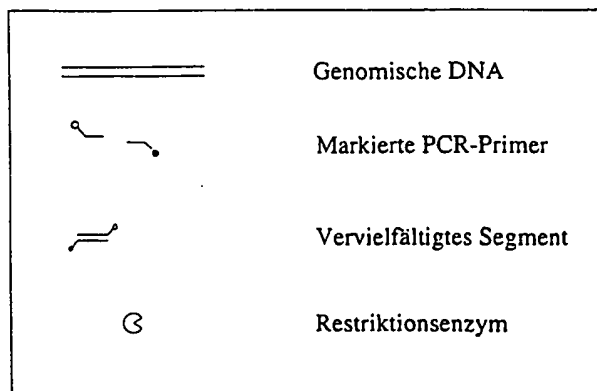 Genomische DNA
Markierte PCR-Primer
Vervielfältigtes Segment
Restriktionsenzym